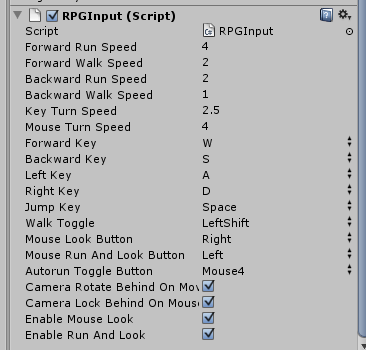 RPGInput (Script)
Script RPGInput
Forward Run Speed 4
Forward Walk Speed 2
Backward Run Speed 2
Backward Walk Speed 1
Key Turn Speed 2.5
Mouse Turn Speed 4
Forward Key W
Backward Key S
Left Key A
Right Key D
Jump Key Space
Walk Toggle LeftShift
Mouse Look Button Right
Mouse Run And Look Button Left
Autorun Toggle Button Mouse4
Camera Rotate Behind On Mov
Camera Lock Behind On Mouse
Enable Mouse Look
Enable Run And Look